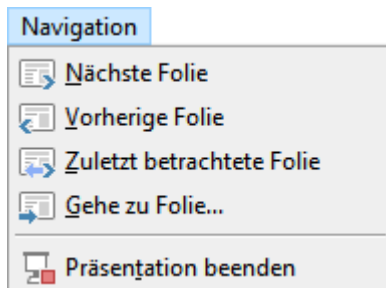 Navigation
Nächste Folie
Vorherige Folie
Zuletzt betrachtete Folie
Gehe zu Folie...
Präsentation beenden